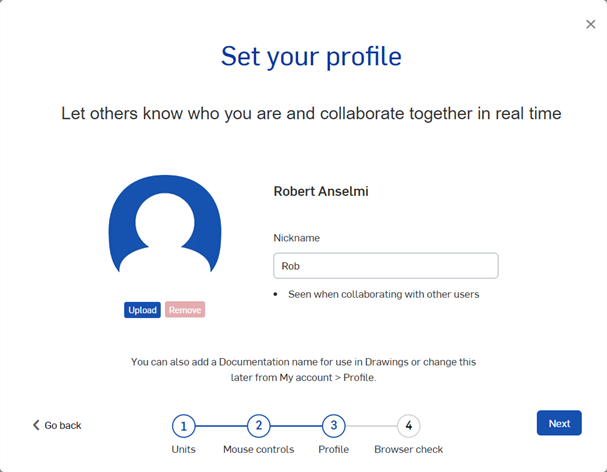 Set your profile
Let others know who you are and collaborate together in real time
Robert Anselmi
Nickname
Rob
• Seen when collaborating with other users
Upload Remove
You can also add a Documentation name for use in Drawings or change this
later from My account > Profile.
Go back
1 2 3 4
Units Mouse controls Profile Browser check
Next